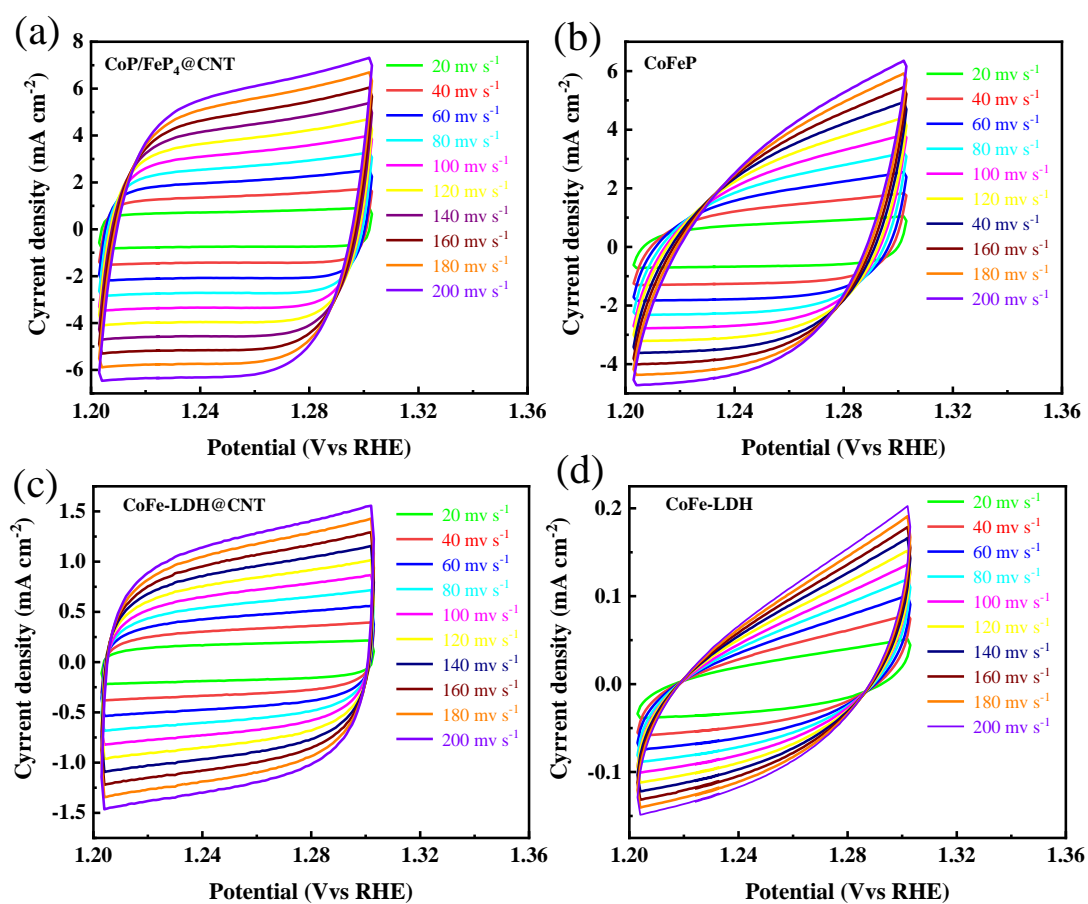 (a)
CoP/FeP4@CNT
8
6
4
2
0
-2
-4
-6
Cyrrent density (mA cm-2)
20 mv s-1
40 mv s-1
60 mv s-1
80 mv s-1
100 mv s-1
120 mv s-1
140 mv s-1
160 mv s-1
180 mv s-1
200 mv s-1
1.20 1.24 1.28 1.32 1.36
Potential (Vvs RHE)
(b)
CoFeP
6
4
2
0
-2
-4
Cyrrent density (mA cm-2)
20 mv s-1
40 mv s-1
60 mv s-1
80 mv s-1
100 mv s-1
120 mv s-1
40 mv s-1
160 mv s-1
180 mv s-1
200 mv s-1
1.20 1.24 1.28 1.32 1.36
Potential (Vvs RHE)
(c)
CoFe-LDH@CNT
1.5
1.0
0.5
0.0
-0.5
-1.0
-1.5
Cyrrent density (mA cm-2)
20 mv s-1
40 mv s-1
60 mv s-1
80 mv s-1
100 mv s-1
120 mv s-1
140 mv s-1
160 mv s-1
180 mv s-1
200 mv s-1
1.20 1.24 1.28 1.32 1.36
Potential (Vvs RHE)
(d)
CoFe-LDH
0.2
0.1
0.0
-0.1
Cyrrent density (mA cm-2)
20 mv s-1
40 mv s-1
60 mv s-1
80 mv s-1
100 mv s-1
120 mv s-1
140 mv s-1
160 mv s-1
180 mv s-1
200 mv s-1
1.20 1.24 1.28 1.32 1.36
Potential (Vvs RHE)